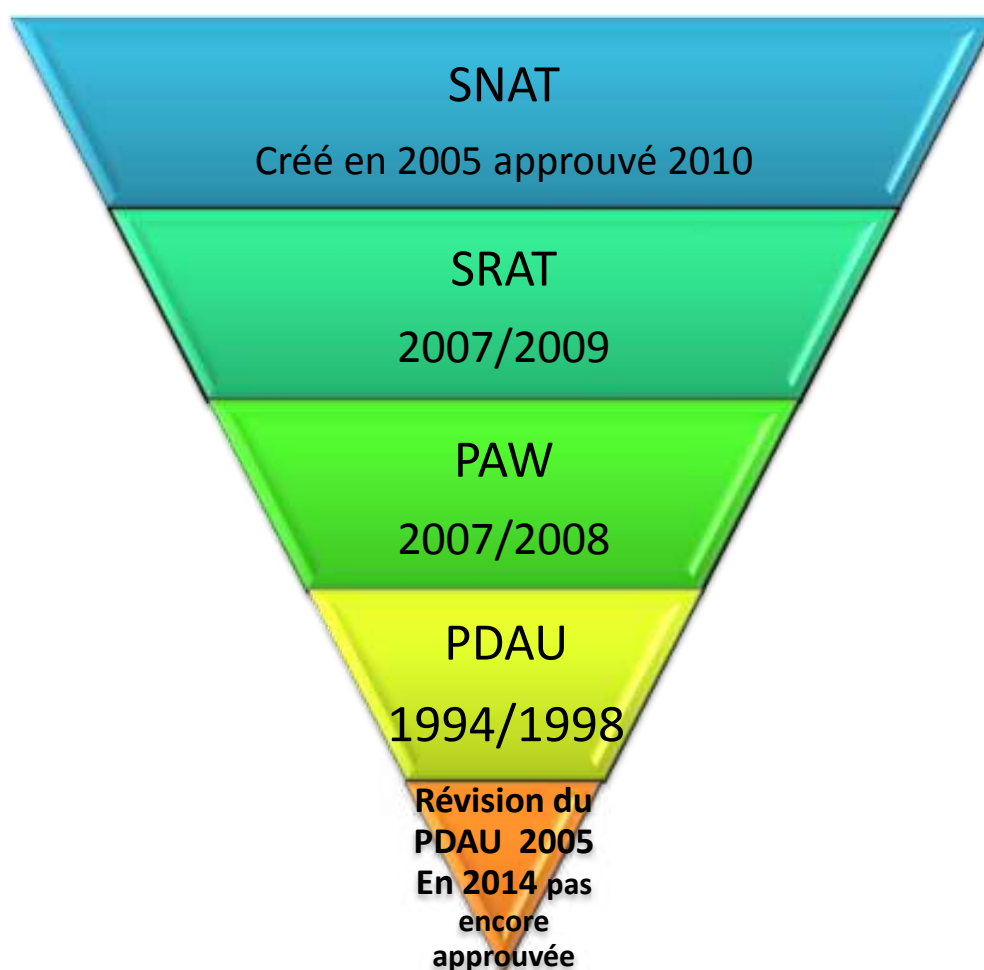 SNAT
Créé en 2005 approuvé 2010
SRAT
2007/2009
PAW
2007/2008
PDAU
1994/1998
Révision du
PDAU 2005
En 2014 pas
encore
approuvée